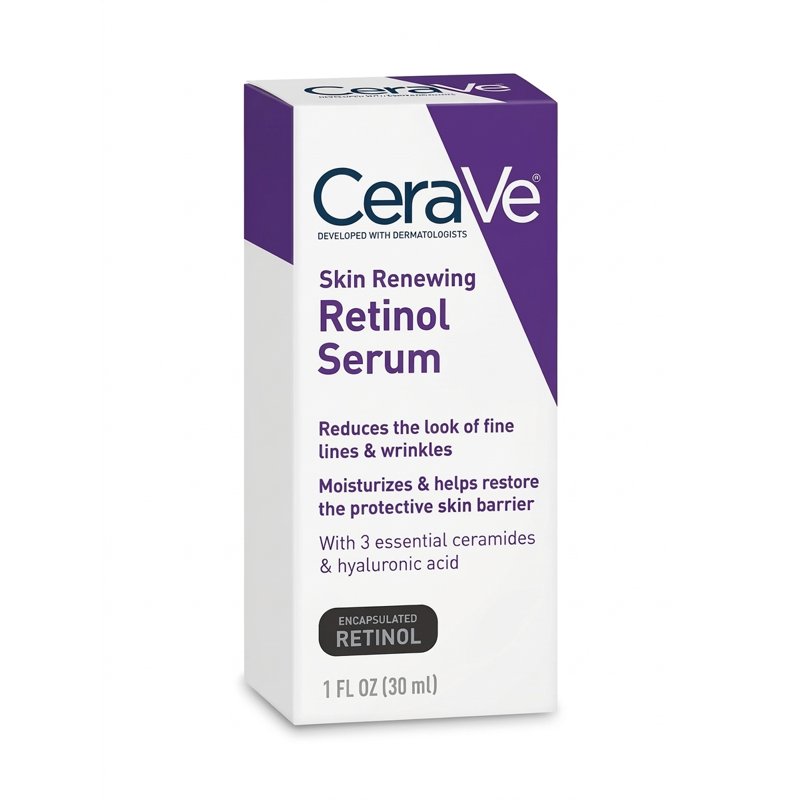 CeraVe
CeraVe®
DEVELOPED WITH DERMATOLOGISTS
Skin Renewing
Retinol
Serum
Reduces the look of fine
lines & wrinkles
Moisturizes & helps restore
the protective skin barrier
With 3 essential ceramides
& hyaluronic acid
ENCAPSULATED
RETINOL
1 FL OZ (30 ml)